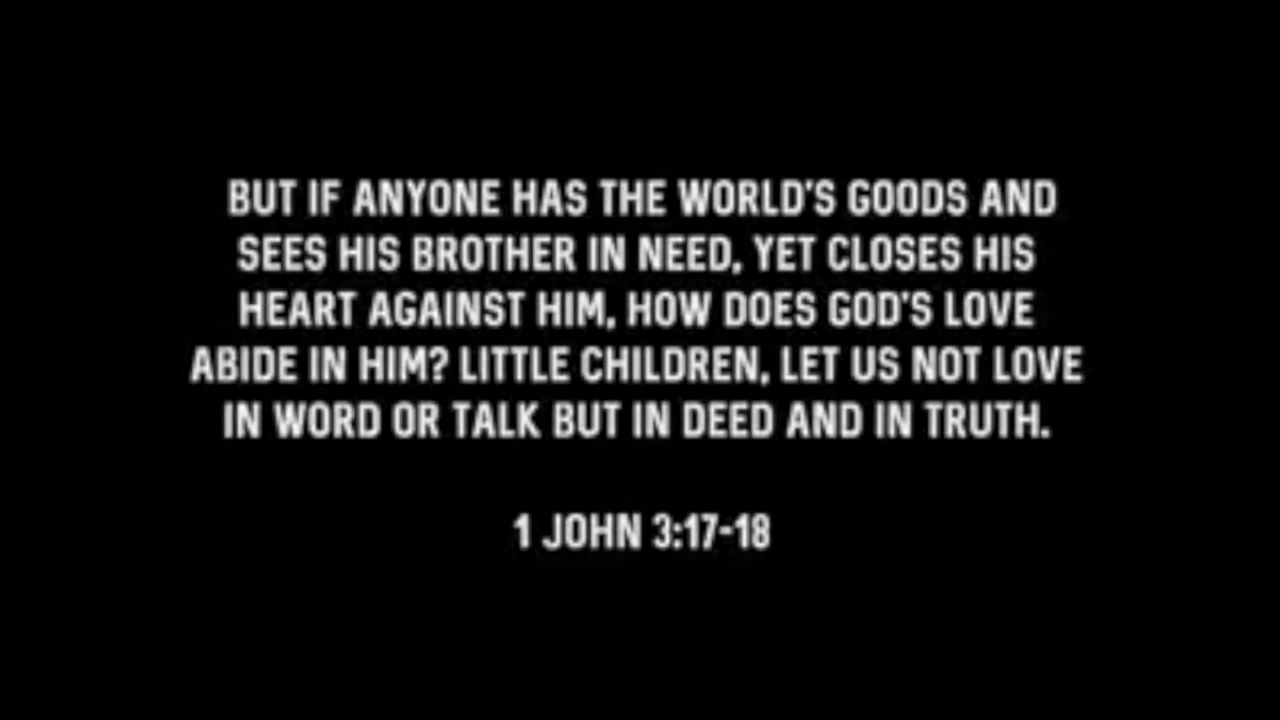 BUT IF ANYONE HAS THE WORLD'S GOODS AND
SEES HIS BROTHER IN NEED, YET CLOSES HIS
HEART AGAINST HIM, HOW DOES GOD'S LOVE
ABIDE IN HIM? LITTLE CHILDREN, LET US NOT LOVE
IN WORD OR TALK BUT IN DEED AND IN TRUTH.
1 JOHN 3:17-18